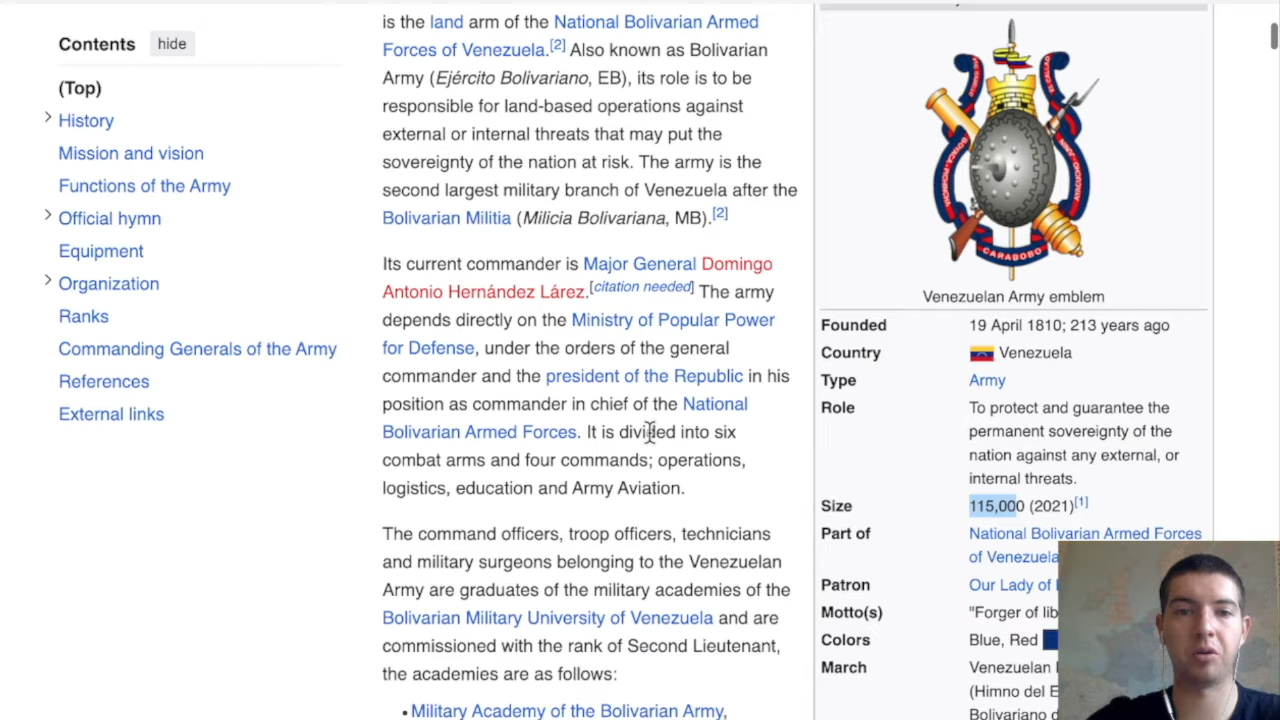 Contents hide
(Top)
History
Mission and vision
Functions of the Army
Official hymn
Equipment
Organization
Ranks
Commanding Generals of the Army
References
External links
is the land arm of the National Bolivarian Armed
Forces of Venezuela.[2] Also known as Bolivarian
Army (Ejército Bolivariano, EB), its role is to be
responsible for land-based operations against
external or internal threats that may put the
sovereignty of the nation at risk. The army is the
second largest military branch of Venezuela after the
Bolivarian Militia (Milicia Bolivariana, MB).[2]
Its current commander is Major General Domingo
Antonio Hernández Lárez.[citation needed] The army
depends directly on the Ministry of Popular Power
for Defense, under the orders of the general
commander and the president of the Republic in his
position as commander in chief of the National
Bolivarian Armed Forces. It is divided into six
combat arms and four commands; operations,
logistics, education and Army Aviation.
The command officers, troop officers, technicians
and military surgeons belonging to the Venezuelan
Army are graduates of the military academies of the
Bolivarian Military University of Venezuela and are
commissioned with the rank of Second Lieutenant,
the academies are as follows:
• Military Academy of the Bolivarian Army,
CARABOBO
Venezuelan Army emblem
Founded 19 April 1810; 213 years ago
Country Venezuela
Type Army
Role To protect and guarantee the
permanent sovereignty of the
nation against any external, or
internal threats.
Size 115,000 (2021)[1]
Part of National Bolivarian Armed Forces
of Venezuela
Patron Our Lady of
Motto(s) "Forger of lib
Colors Blue, Red
March Venezuelan
(Himno del E
Bolivariano d